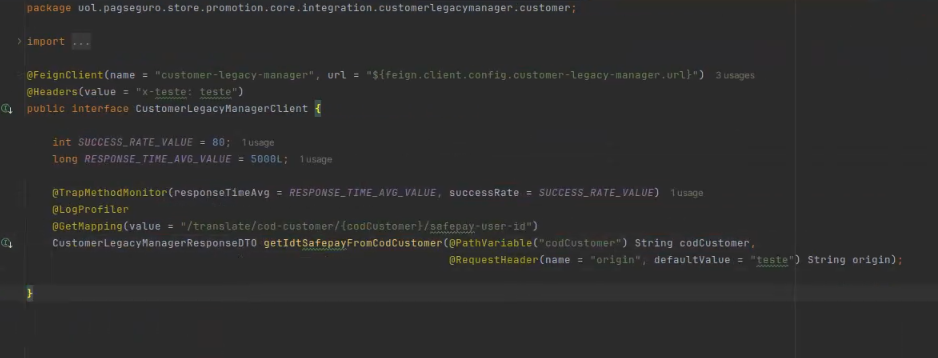 package uol.pagseguro.store.promotion.core.integration.customerlegacymanager.customer;
import ...
@FeignClient(name = "customer-legacy-manager", url = "${feign.client.config.customer-legacy-manager.url}") 3 usages
@Headers(value = "x-teste: teste")
public interface CustomerLegacyManagerClient {
int SUCCESS_RATE_VALUE = 80; 1 usage
long RESPONSE_TIME_AVG_VALUE = 5000L; 1 usage
@TrapMethodMonitor(responseTimeAvg = RESPONSE_TIME_AVG_VALUE, successRate = SUCCESS_RATE_VALUE) 1 usage
@LogProfiler
@GetMapping(value = "/translate/cod-customer/{codCustomer}/safepay-user-id")
CustomerLegacyManagerResponseDTO getIdtSafepayFromCodCustomer(@PathVariable("codCustomer") String codCustomer,
@RequestHeader(name = "origin", defaultValue = "teste") String origin);
}